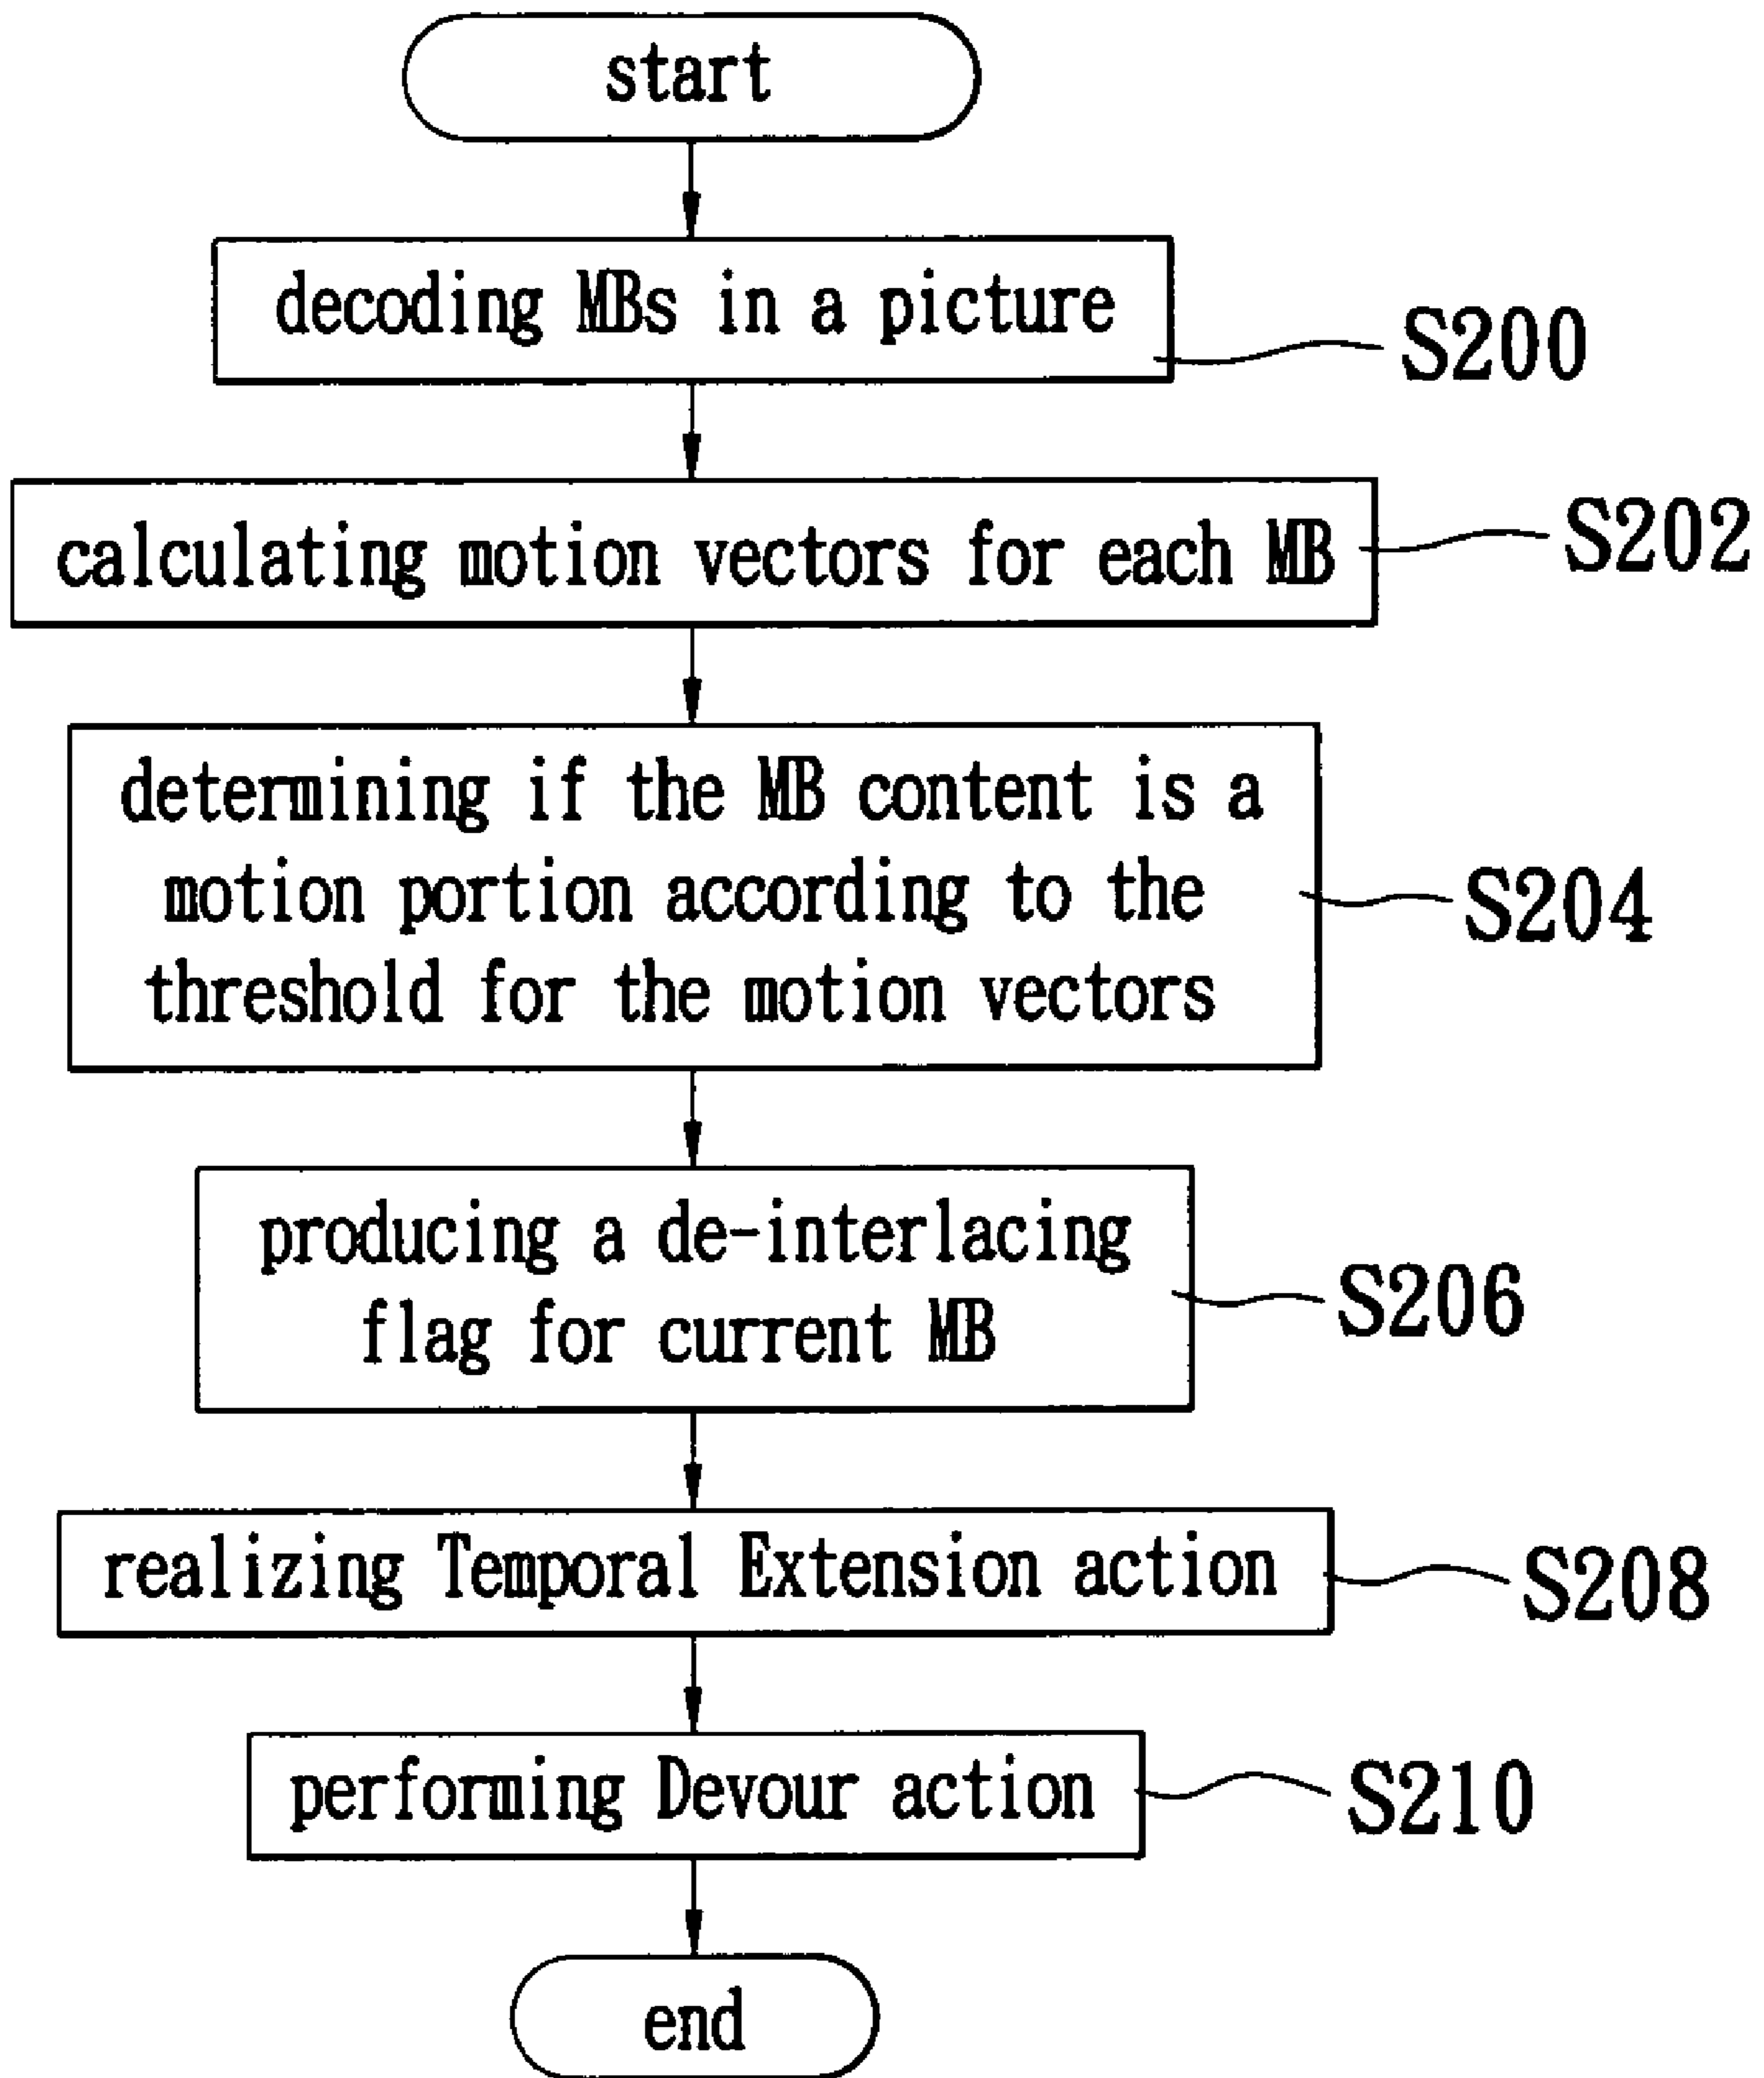 start
decoding MBs in a picture
S200
calculating motion vectors for each MB
S202
determining if the MB content is a
motion portion according to the
threshold for the motion vectors
S204
producing a de-interlacing
flag for current MB
S206
realizing Temporal Extension action
S208
performing Devour action
S210
end